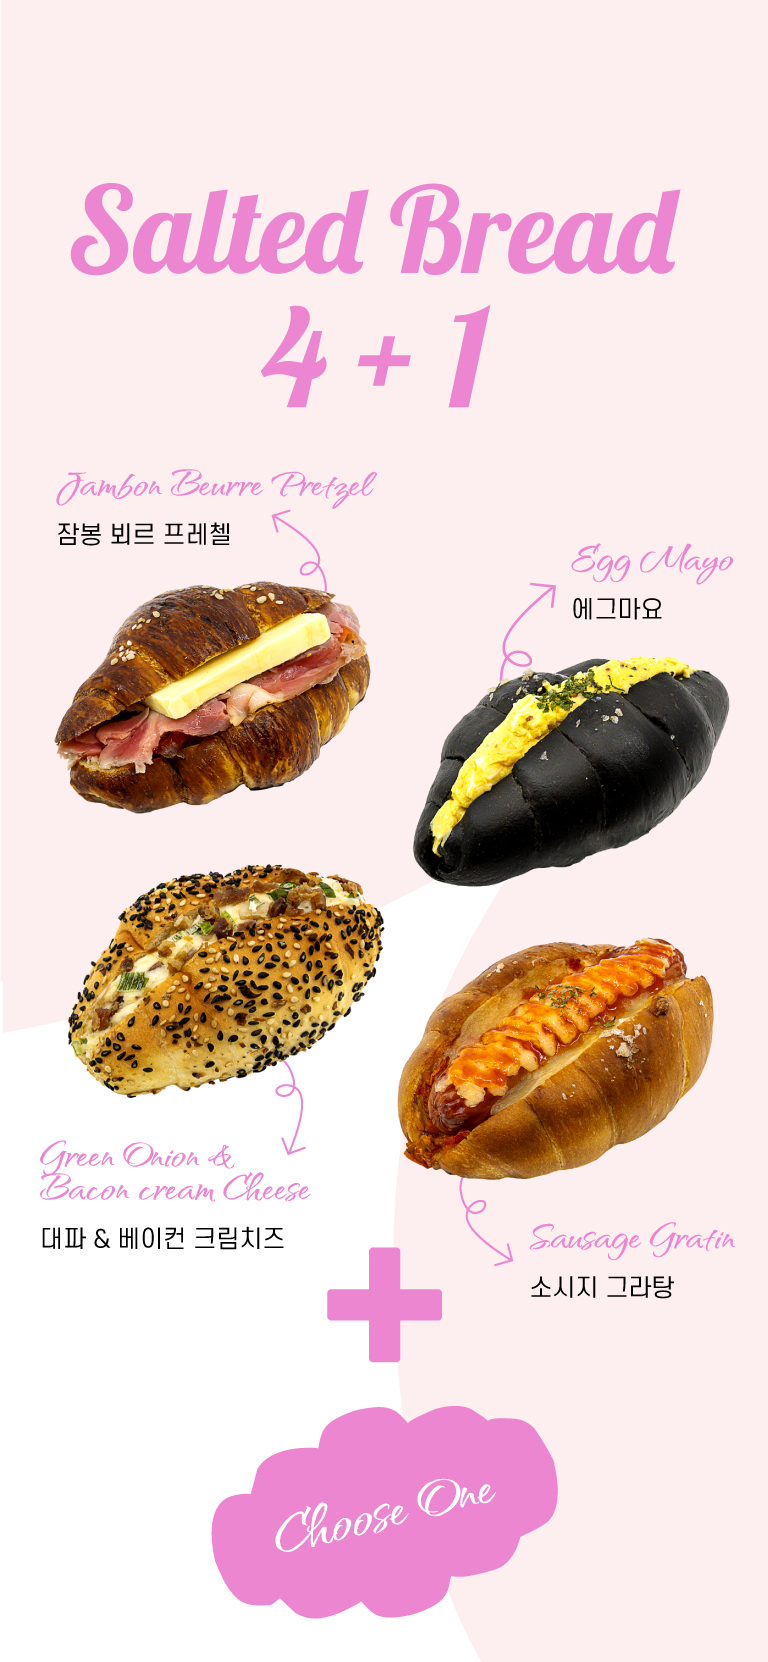 Salted Bread
4 + 1
Jambon Beurre Pretzel
잠봉 뵈르 프레첼
Egg Mayo
에그마요
Green Onion &
Bacon cream Cheese
대파 & 베이컨 크림치즈
Sausage Gratin
소시지 그라탕
+
Choose One